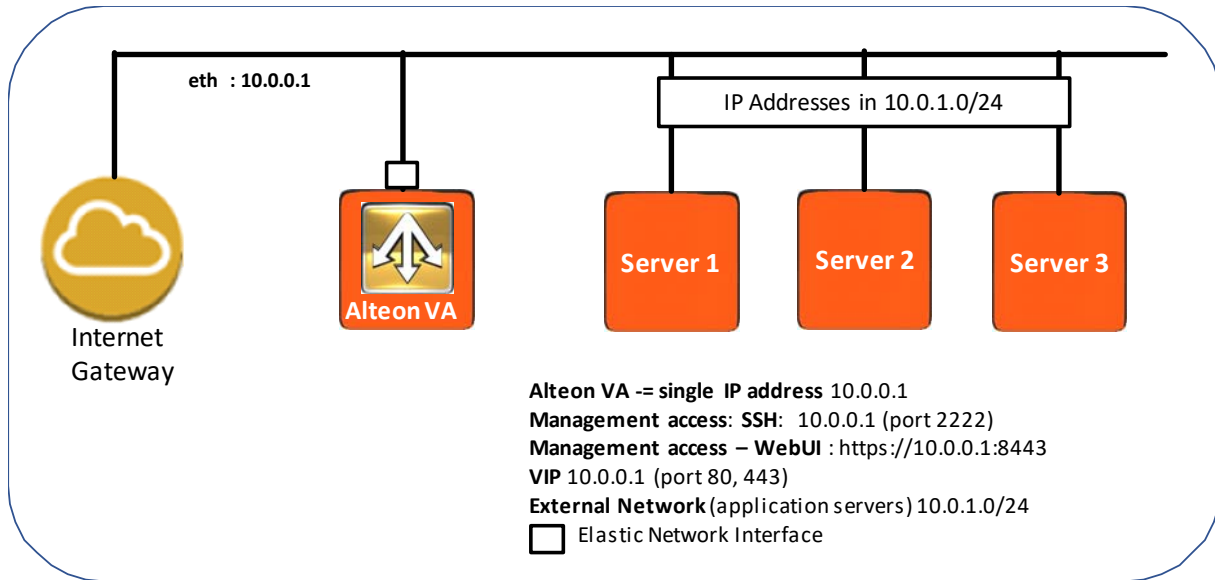 eth : 10.0.0.1
IP Addresses in 10.0.1.0/24
Server 1
Server 2
Server 3
Alteon VA
Internet
Gateway
Alteon VA -= single IP address 10.0.0.1
Management access: SSH: 10.0.0.1 (port 2222)
Management access – WebUI : https://10.0.0.1:8443
VIP 10.0.0.1 (port 80, 443)
External Network (application servers) 10.0.1.0/24
Elastic Network Interface